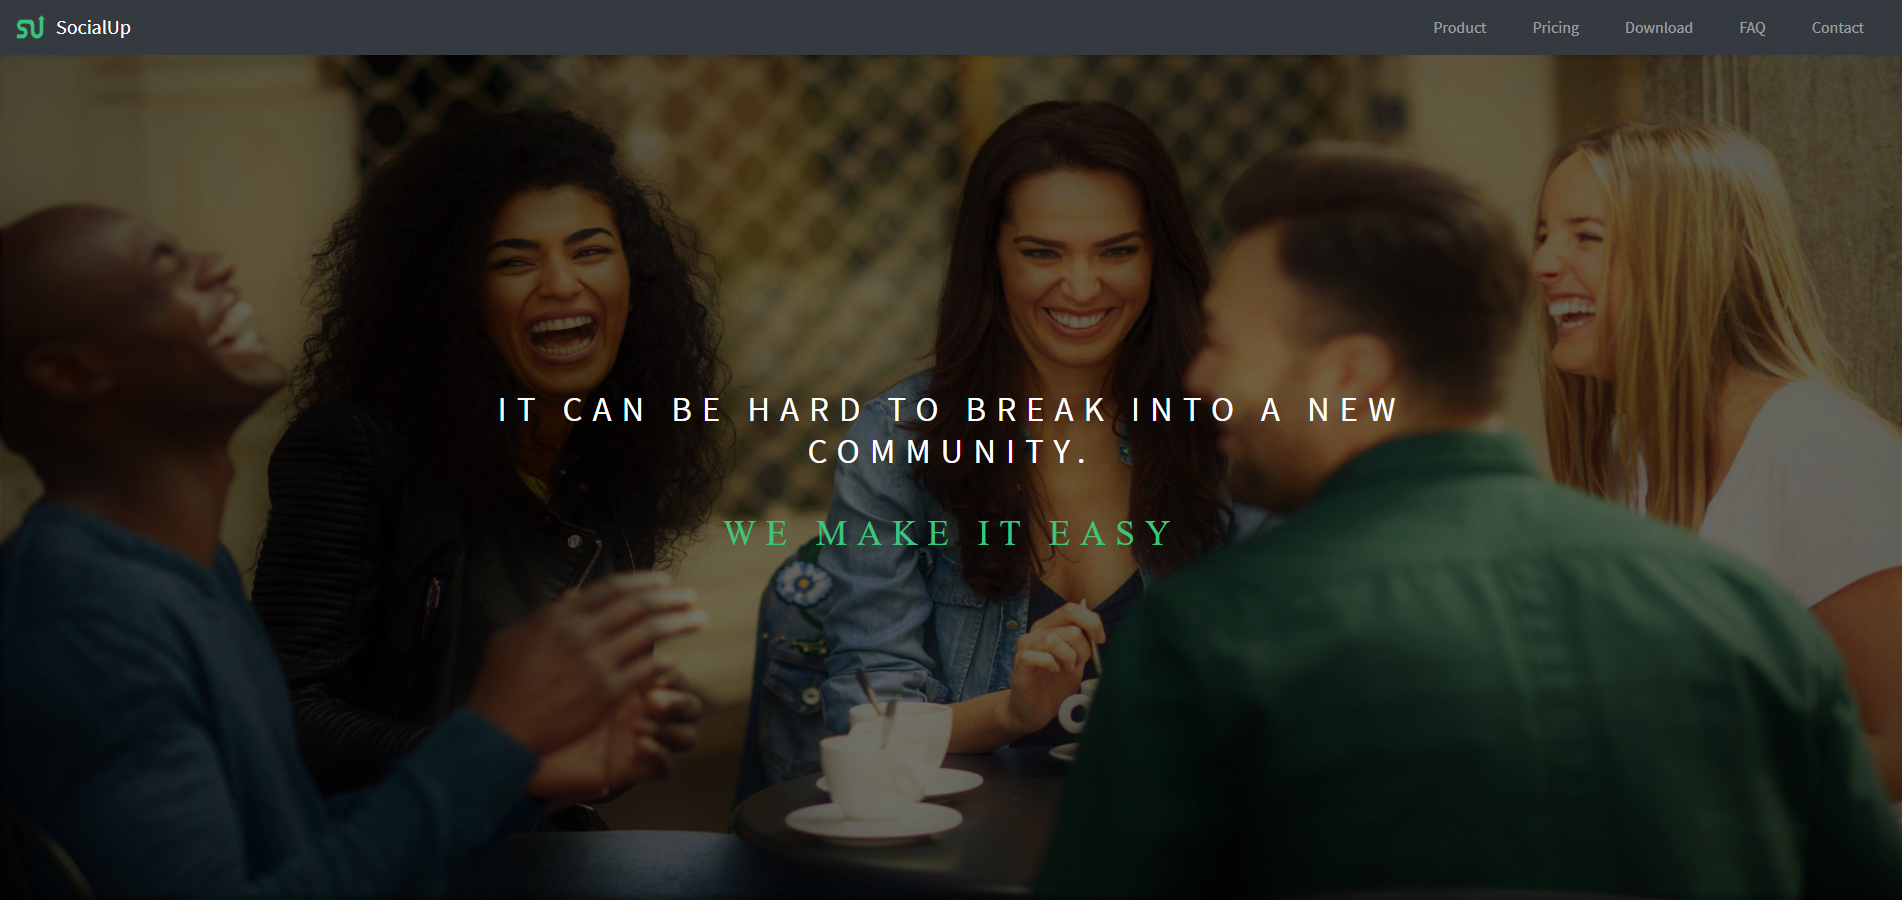 SU SocialUp Product Pricing Download FAQ Contact
IT CAN BE HARD TO BREAK INTO A NEW
COMMUNITY.
WE MAKE IT EASY